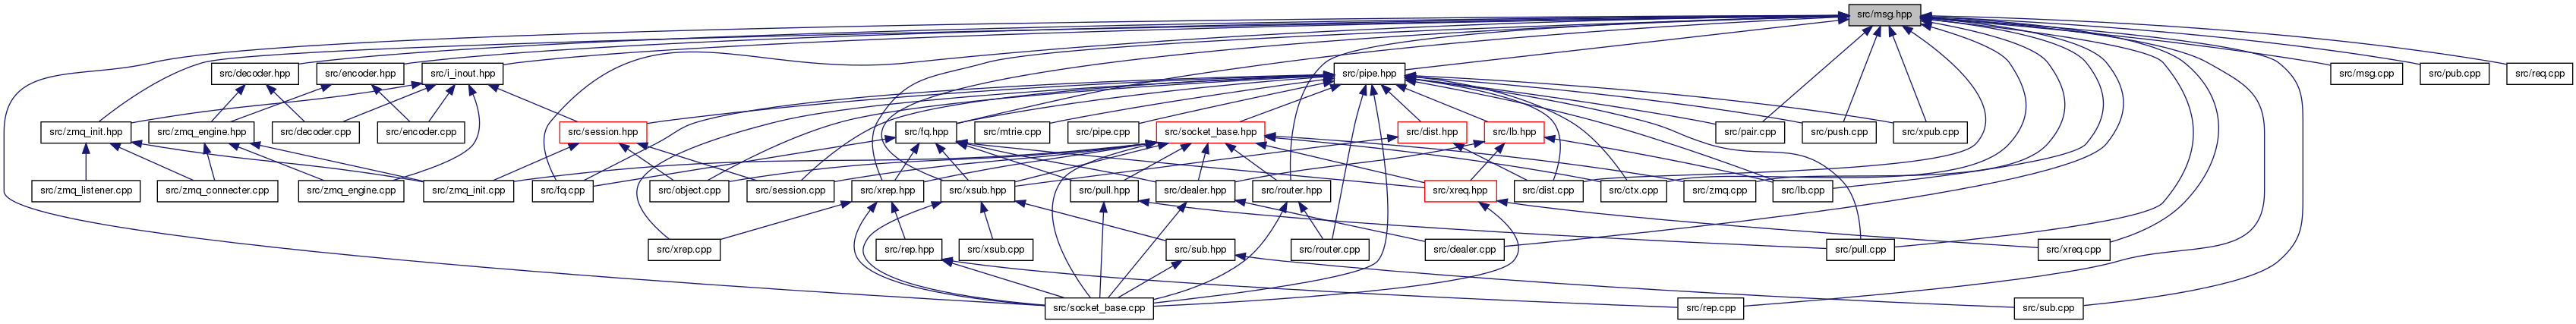 src/msg.hpp
src/decoder.hpp
src/encoder.hpp
src/i_inout.hpp
src/pipe.hpp
src/msg.cpp
src/pub.cpp
src/req.cpp
src/zmq_init.hpp
src/zmq_engine.hpp
src/decoder.cpp
src/encoder.cpp
src/session.hpp
src/fq.hpp
src/mtrie.cpp
src/pipe.cpp
src/socket_base.hpp
src/dist.hpp
src/lb.hpp
src/pair.cpp
src/push.cpp
src/xpub.cpp
src/zmq_listener.cpp
src/zmq_connecter.cpp
src/zmq_engine.cpp
src/zmq_init.cpp
src/fq.cpp
src/object.cpp
src/session.cpp
src/xrep.hpp
src/xsub.hpp
src/pull.hpp
src/dealer.hpp
src/router.hpp
src/xreq.hpp
src/dist.cpp
src/ctx.cpp
src/zmq.cpp
src/lb.cpp
src/xrep.cpp
src/rep.hpp
src/xsub.cpp
src/sub.hpp
src/router.cpp
src/dealer.cpp
src/pull.cpp
src/xreq.cpp
src/socket_base.cpp
src/rep.cpp
src/sub.cpp